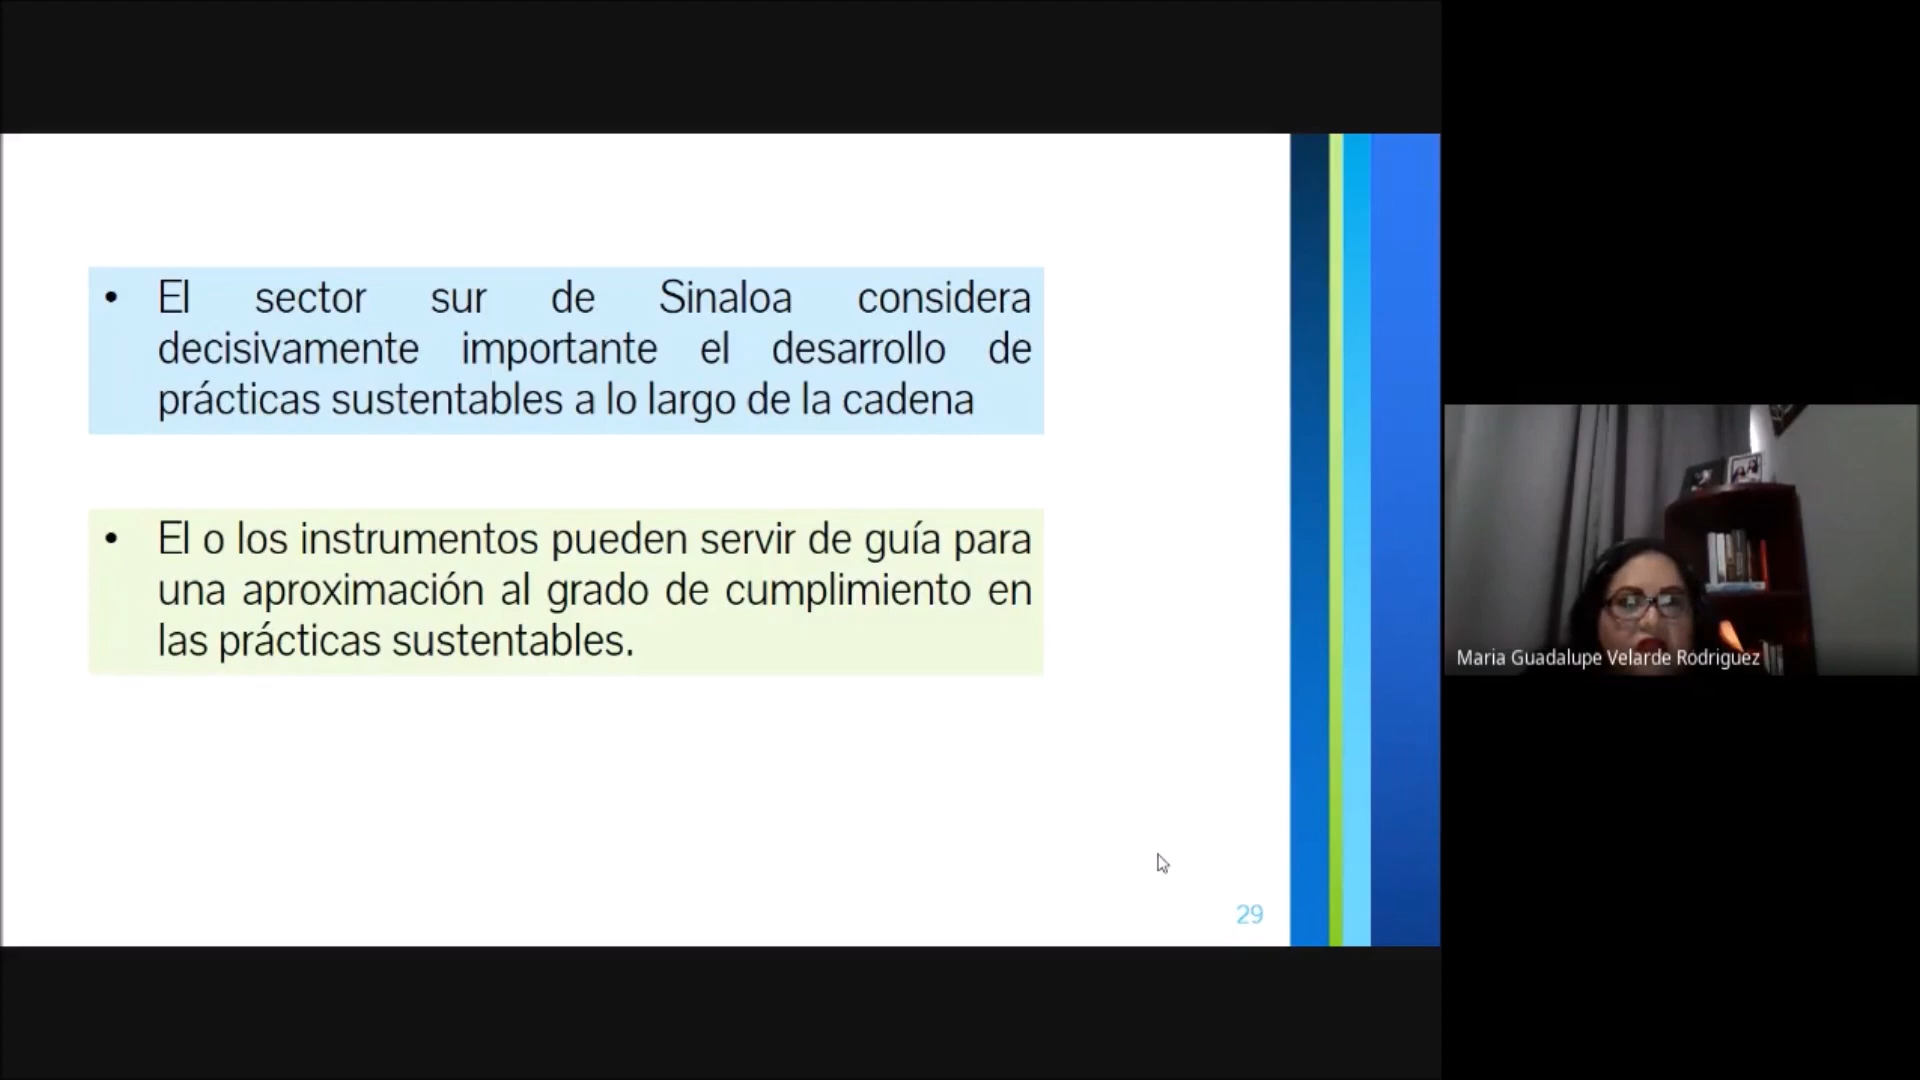 • El sector sur de Sinaloa considera
decisivamente importante el desarrollo de
prácticas sustentables a lo largo de la cadena
• El o los instrumentos pueden servir de guía para
una aproximación al grado de cumplimiento en
las prácticas sustentables.
29
Maria Guadalupe Velarde Rodriguez